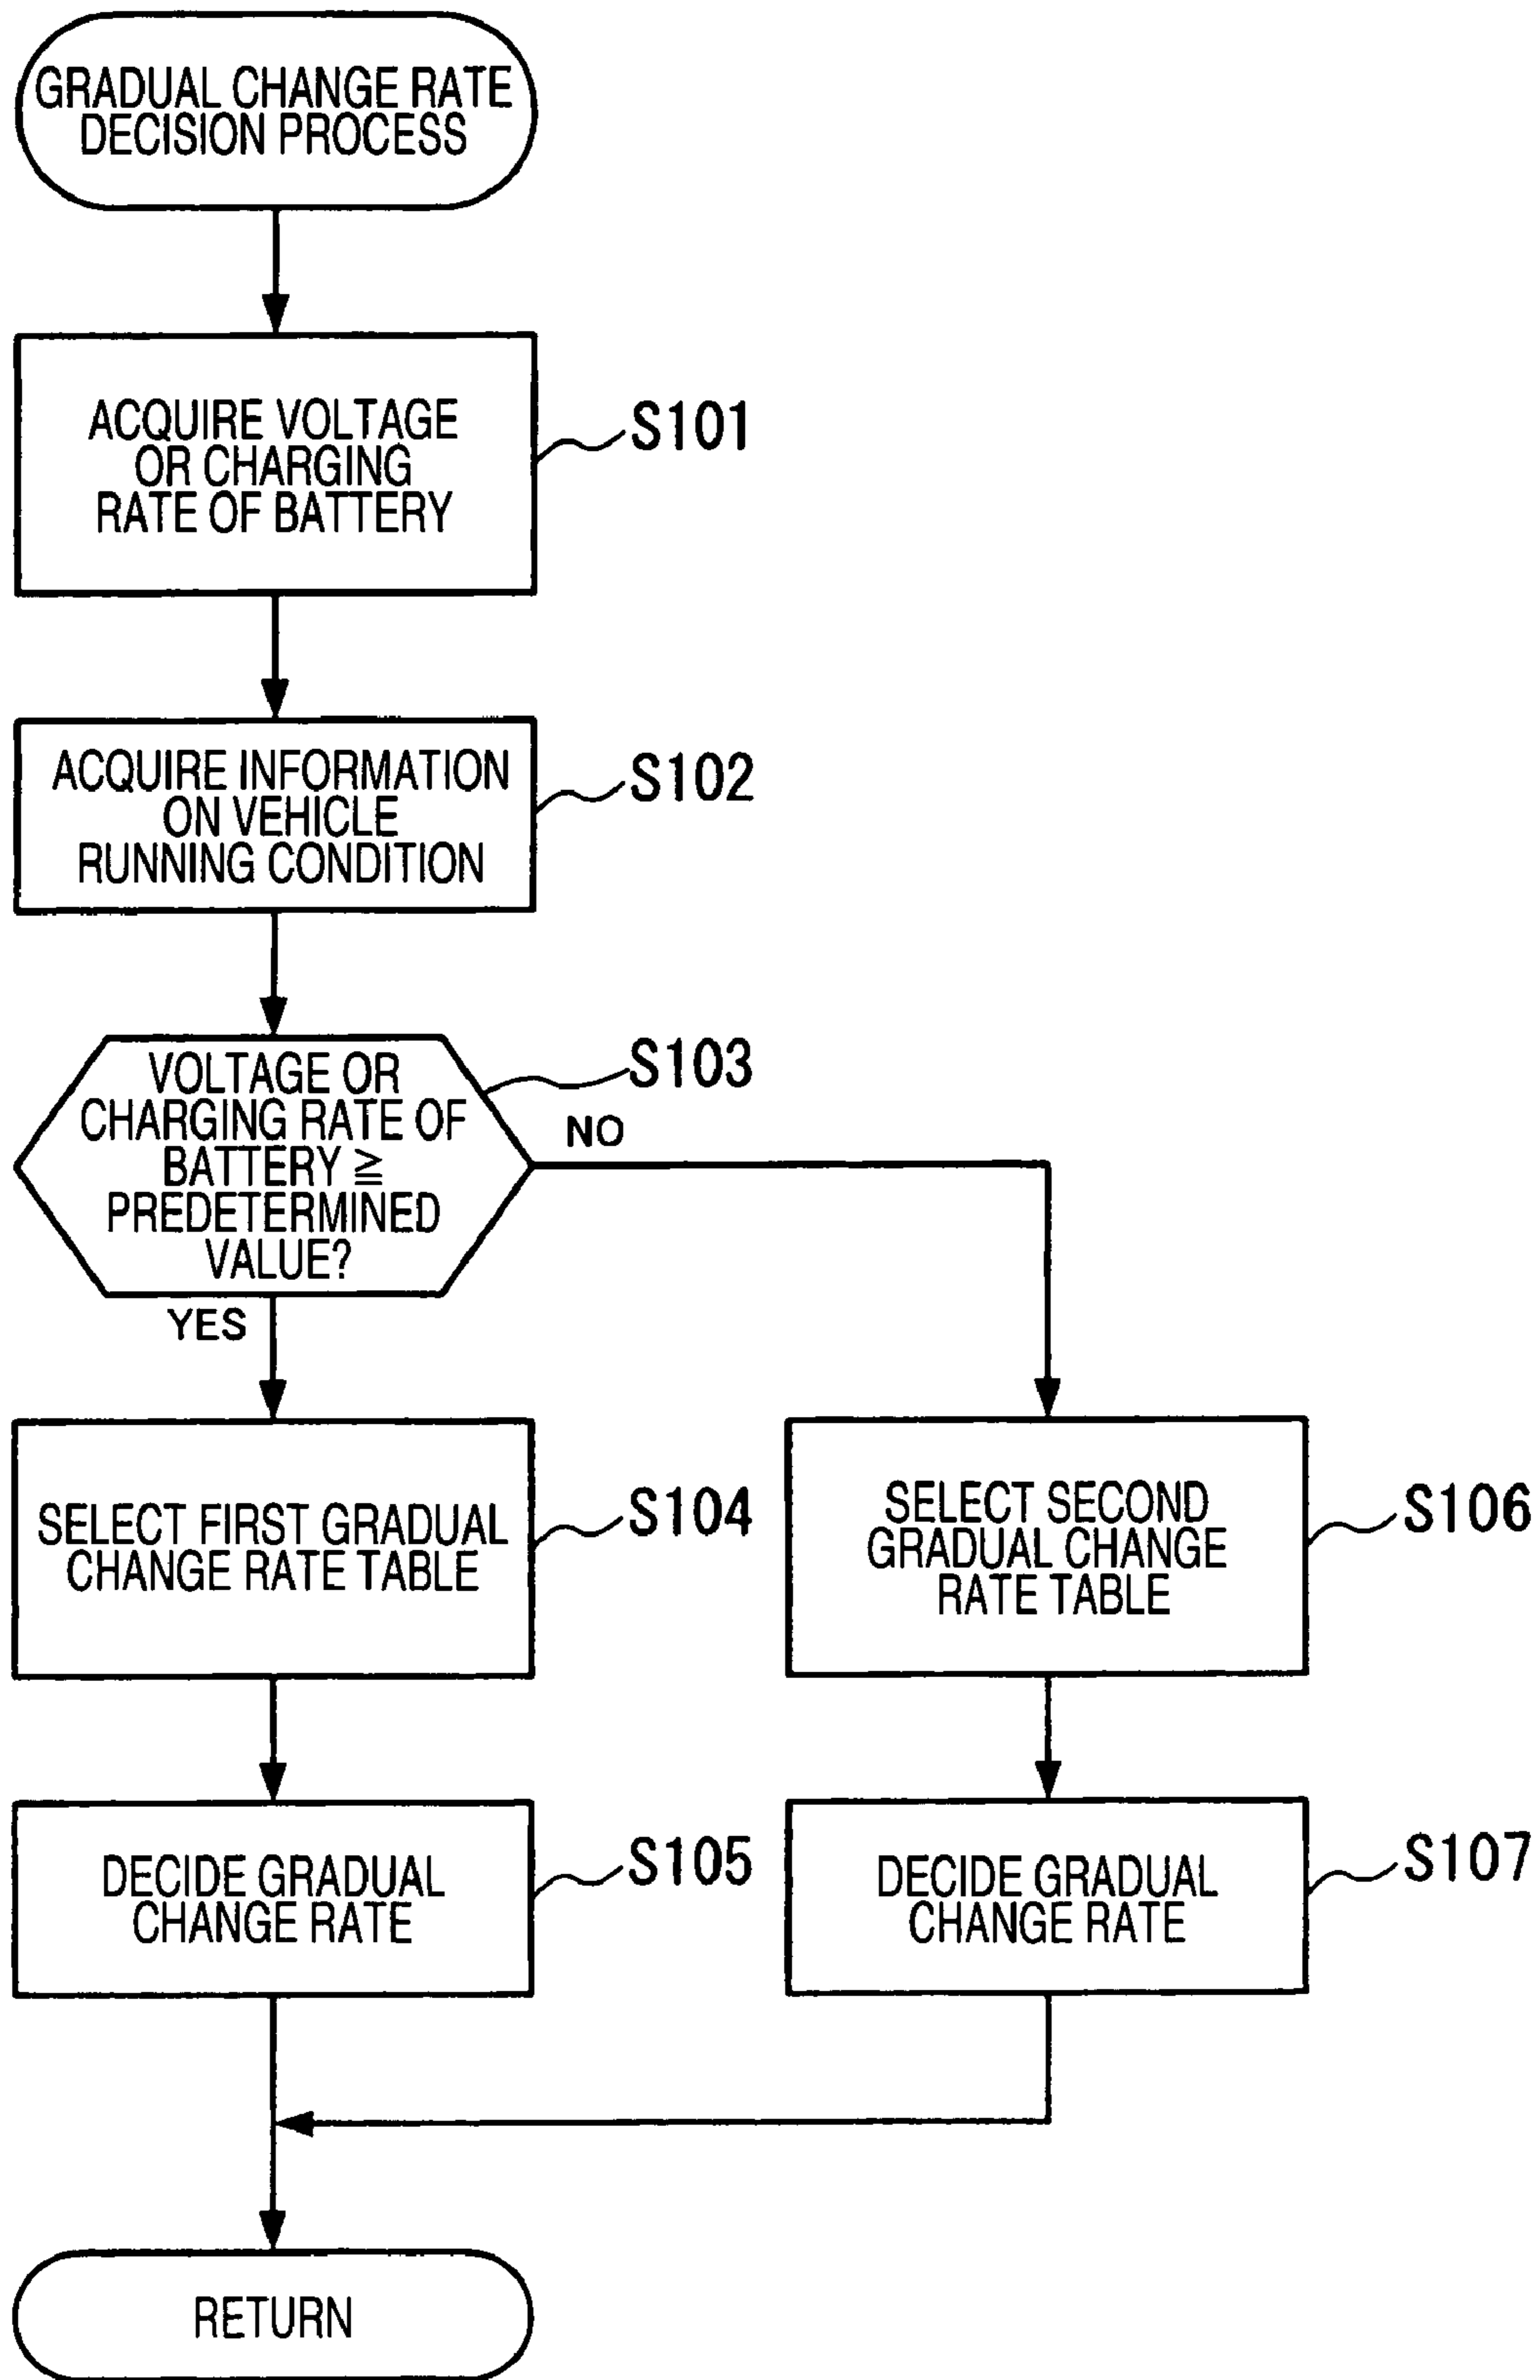 GRADUAL CHANGE RATE
DECISION PROCESS
ACQUIRE VOLTAGE
OR CHARGING
RATE OF BATTERY
S101
ACQUIRE INFORMATION
ON VEHICLE
RUNNING CONDITION
S102
VOLTAGE OR
CHARGING RATE OF
BATTERY ≧
PREDETERMINED
VALUE?
S103
NO
YES
SELECT FIRST GRADUAL
CHANGE RATE TABLE
S104
SELECT SECOND
GRADUAL CHANGE
RATE TABLE
S106
DECIDE GRADUAL
CHANGE RATE
S105
DECIDE GRADUAL
CHANGE RATE
S107
RETURN